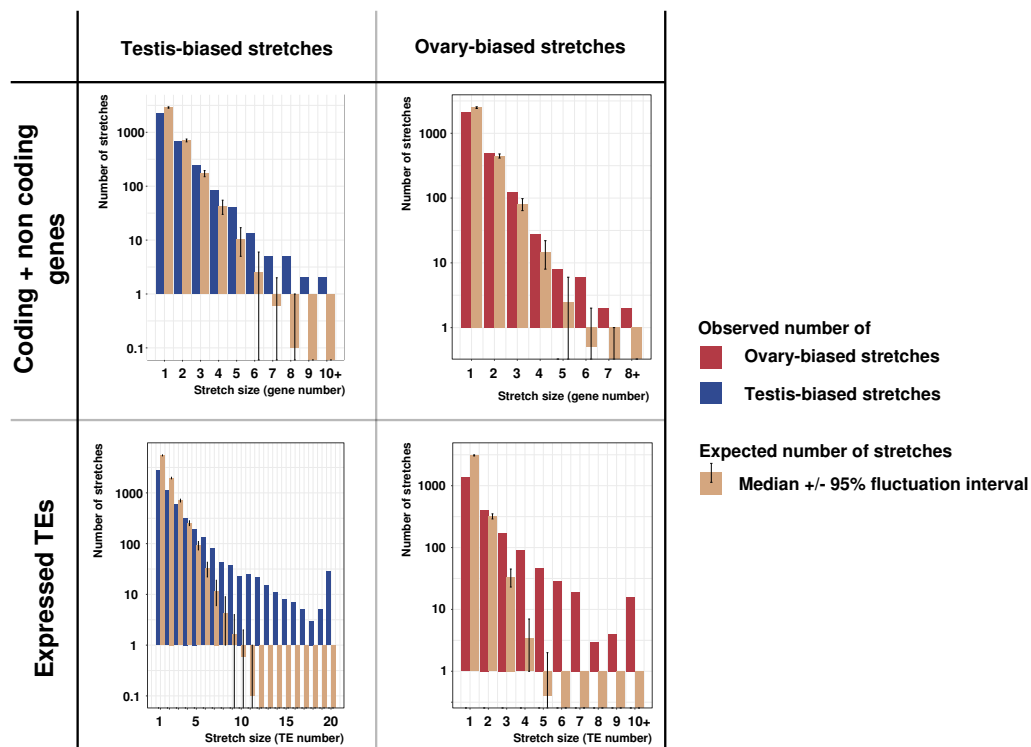 Testis-biased stretches
Ovary-biased stretches
Coding + non coding
genes
Number of stretches
1000
100
10
1
0.1
1 2 3 4 5 6 7 8 9 10+
Stretch size (gene number)
Number of stretches
1000
100
10
1
1 2 3 4 5 6 7 8+
Stretch size (gene number)
Observed number of
Ovary-biased stretches
Testis-biased stretches
Expected number of stretches
Median +/- 95% fluctuation interval
Expressed TEs
Number of stretches
1000
100
10
1
0.1
1 5 10 15 20
Stretch size (TE number)
Number of stretches
1000
100
10
1
1 2 3 4 5 6 7 8 9 10+
Stretch size (TE number)